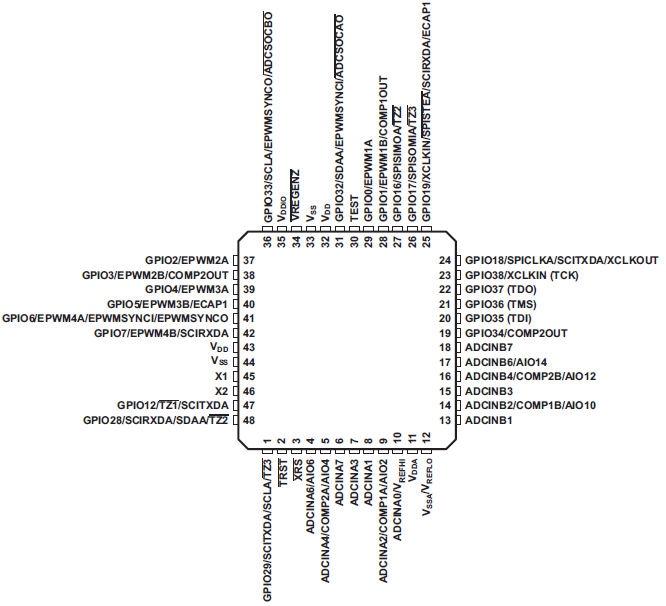 GPIO33/SCLA/EPWMSYNCO/ADCSOCBO
VDDIO
VREGENZ
VSS
VDD
GPIO32/SDAA/EPWMSYNCI/ADCSOCAO
TEST
GPIO0/EPWM1A
GPIO1/EPWM1B/COMP1OUT
GPIO16/SPISIMOA/TZ2
GPIO17/SPISOMIA/TZ3
GPIO19/XCLKIN/SPISTEA/SCIRXDA/ECAP1
36 35 34 33 32 31 30 29 28 27 26 25
GPIO2/EPWM2A 37
GPIO3/EPWM2B/COMP2OUT 38
GPIO4/EPWM3A 39
GPIO5/EPWM3B/ECAP1 40
GPIO6/EPWM4A/EPWMSYNCI/EPWMSYNCO 41
GPIO7/EPWM4B/SCIRXDA 42
VDD 43
VSS 44
X1 45
X2 46
GPIO12/TZ1/SCITXDA 47
GPIO28/SCIRXDA/SDAA/TZ2 48
24 GPIO18/SPICLKA/SCITXDA/XCLKOUT
23 GPIO38/XCLKIN (TCK)
22 GPIO37 (TDO)
21 GPIO36 (TMS)
20 GPIO35 (TDI)
19 GPIO34/COMP2OUT
18 ADCINB7
17 ADCINB6/AIO14
16 ADCINB4/COMP2B/AIO12
15 ADCINB3
14 ADCINB2/COMP1B/AIO10
13 ADCINB1
1 2 3 4 5 6 7 8 9 10 11 12
GPIO29/SCITXDA/SCLA/TZ3
TRST
XRS
ADCINA6/AIO6
ADCINA4/COMP2A/AIO4
ADCINA7
ADCINA3
ADCINA1
ADCINA2/COMP1A/AIO2
ADCINA0/VREFHI
VDDA
VSSA/VREFLO